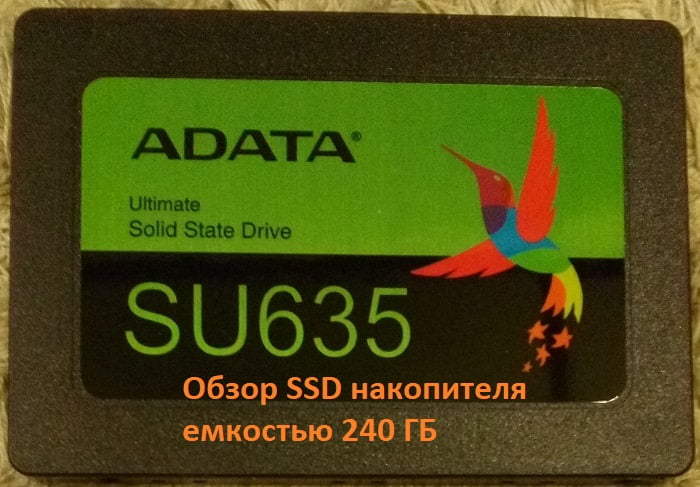 ADATA®
Ultimate
Solid State Drive
SU635
Обзор SSD накопителя
емкостью 240 ГБ